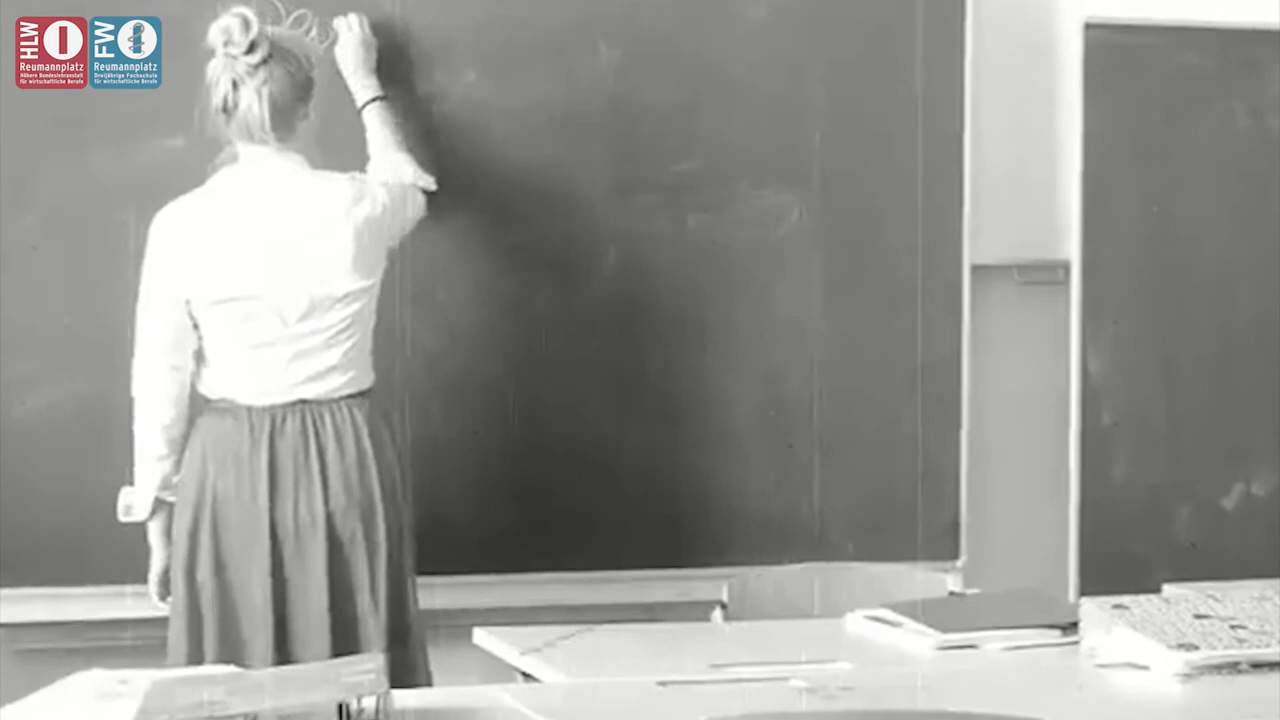 HLW
Reumannplatz
Höhere Bundeslehranstalt
für wirtschaftliche Berufe
FW
Reumannplatz
Dreijährige Fachschule
für wirtschaftliche Berufe